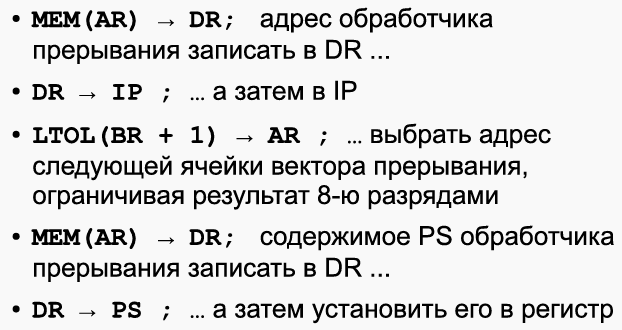 • MEM(AR) → DR; адрес обработчика
прерывания записать в DR ...
• DR → IP ; … а затем в IP
• LTOL(BR + 1) → AR ; … выбрать адрес
следующей ячейки вектора прерывания,
ограничивая результат 8-ю разрядами
• MEM(AR) → DR; содержимое PS обработчика
прерывания записать в DR ...
• DR → PS ; … а затем установить его в регистр